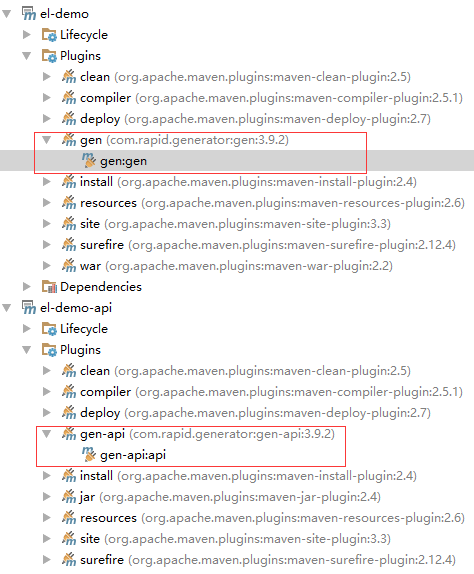 el-demo
Lifecycle
Plugins
clean (org.apache.maven.plugins:maven-clean-plugin:2.5)
compiler (org.apache.maven.plugins:maven-compiler-plugin:2.5.1)
deploy (org.apache.maven.plugins:maven-deploy-plugin:2.7)
gen (com.rapid.generator:gen:3.9.2)
gen:gen
install (org.apache.maven.plugins:maven-install-plugin:2.4)
resources (org.apache.maven.plugins:maven-resources-plugin:2.6)
site (org.apache.maven.plugins:maven-site-plugin:3.3)
surefire (org.apache.maven.plugins:maven-surefire-plugin:2.12.4)
war (org.apache.maven.plugins:maven-war-plugin:2.2)
Dependencies
el-demo-api
Lifecycle
Plugins
clean (org.apache.maven.plugins:maven-clean-plugin:2.5)
compiler (org.apache.maven.plugins:maven-compiler-plugin:2.5.1)
deploy (org.apache.maven.plugins:maven-deploy-plugin:2.7)
gen-api (com.rapid.generator:gen-api:3.9.2)
gen-api:api
install (org.apache.maven.plugins:maven-install-plugin:2.4)
jar (org.apache.maven.plugins:maven-jar-plugin:2.4)
resources (org.apache.maven.plugins:maven-resources-plugin:2.6)
site (org.apache.maven.plugins:maven-site-plugin:3.3)
surefire (org.apache.maven.plugins:maven-surefire-plugin:2.12.4)